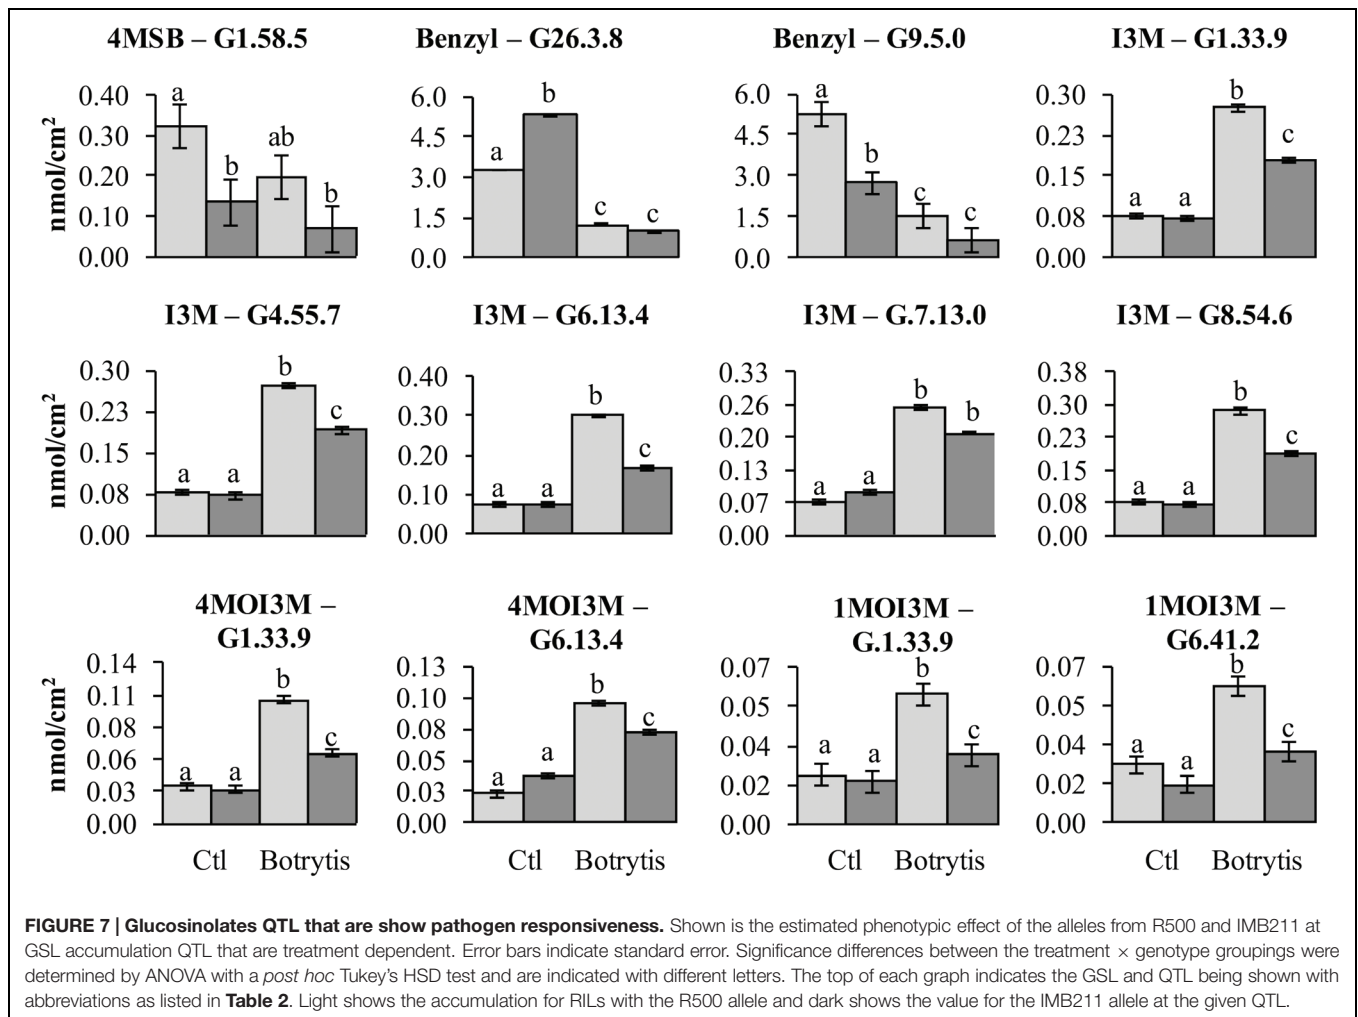 4MSB – G1.58.5
Benzyl – G26.3.8
Benzyl – G9.5.0
I3M – G1.33.9
nmol/cm2
0.40
0.30
0.20
0.10
0.00
a
b
ab
b
6.0
4.5
3.0
1.5
0.0
a
b
c
c
6.0
4.5
3.0
1.5
0.0
a
b
c
c
0.30
0.23
0.15
0.08
0.00
a
a
b
c
I3M – G4.55.7
I3M – G6.13.4
I3M – G.7.13.0
I3M – G8.54.6
nmol/cm2
0.30
0.23
0.15
0.08
0.00
a
a
b
c
0.40
0.30
0.20
0.10
0.00
a
a
b
c
0.33
0.26
0.20
0.13
0.07
0.00
a
a
b
b
0.38
0.30
0.23
0.15
0.08
0.00
a
a
b
c
4MOI3M –
G1.33.9
4MOI3M –
G6.13.4
1MOI3M –
G.1.33.9
1MOI3M –
G6.41.2
nmol/cm2
0.14
0.11
0.08
0.06
0.03
0.00
a
a
b
c
0.13
0.10
0.08
0.05
0.03
0.00
a
a
b
c
0.07
0.05
0.04
0.02
0.00
a
a
b
c
0.07
0.05
0.04
0.02
0.00
a
a
b
c
Ctl Botrytis
Ctl Botrytis
Ctl Botrytis
Ctl Botrytis
FIGURE 7 | Glucosinolates QTL that are show pathogen responsiveness. Shown is the estimated phenotypic effect of the alleles from R500 and IMB211 at
GSL accumulation QTL that are treatment dependent. Error bars indicate standard error. Significance differences between the treatment × genotype groupings were
determined by ANOVA with a post hoc Tukey's HSD test and are indicated with different letters. The top of each graph indicates the GSL and QTL being shown with
abbreviations as listed in Table 2. Light shows the accumulation for RILs with the R500 allele and dark shows the value for the IMB211 allele at the given QTL.